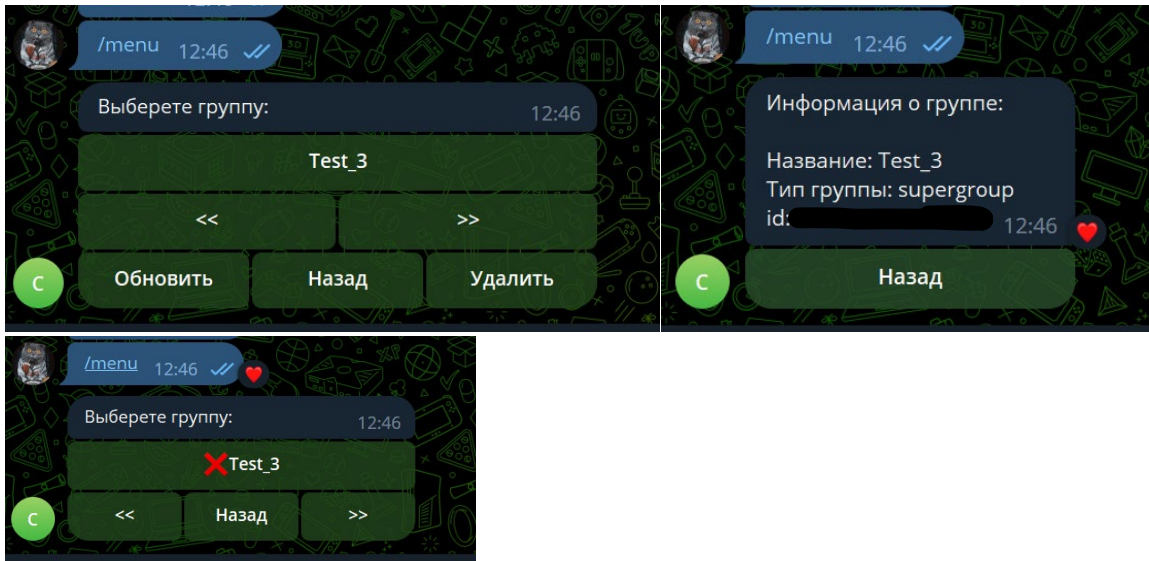 /menu 12:46
Выберете группу:
12:46
Test_3
<< >>
С Обновить Назад Удалить
/menu 12:46
Информация о группе:
Название: Test_3
Тип группы: supergroup
id: 12:46
С Назад
/menu 12:46
Выберете группу:
12:46
❌Test_3
С << Назад >>